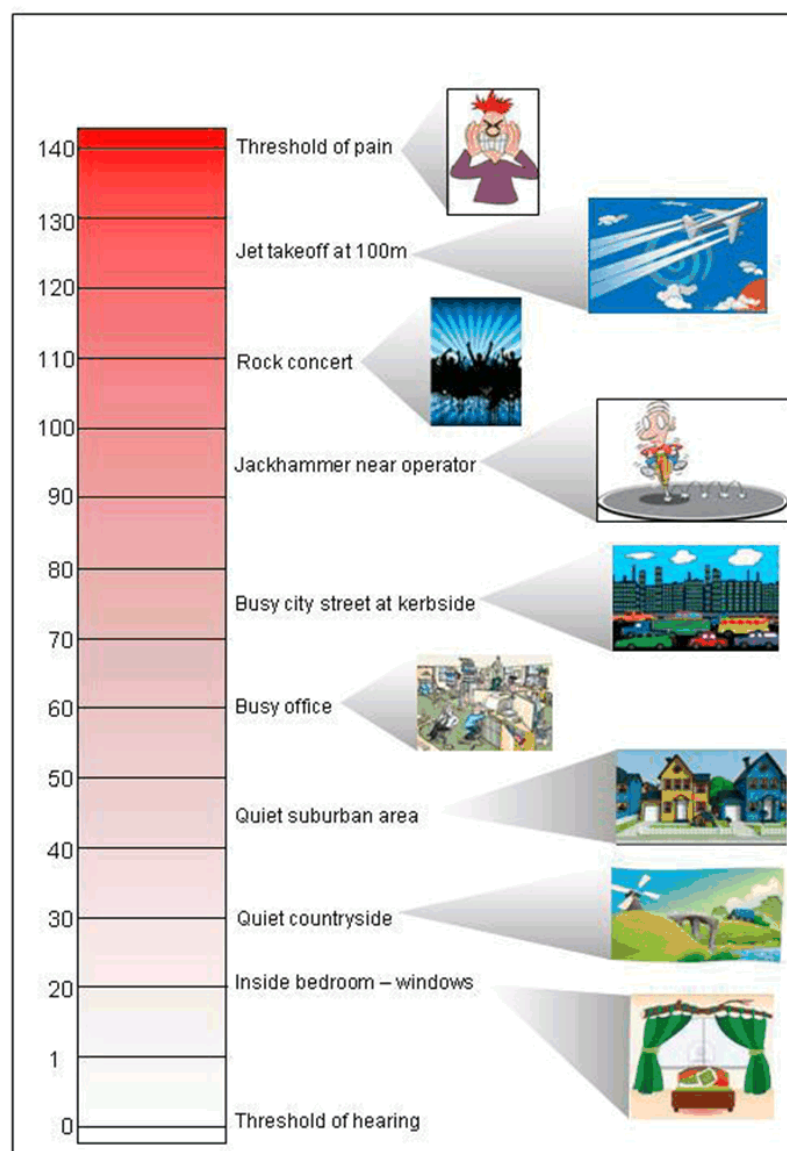 140
Threshold of pain
130
Jet takeoff at 100m
120
110
Rock concert
100
Jackhammer near operator
90
80
Busy city street at kerbside
70
60
Busy office
50
Quiet suburban area
40
30
Quiet countryside
Inside bedroom – windows
20
1
Threshold of hearing
0